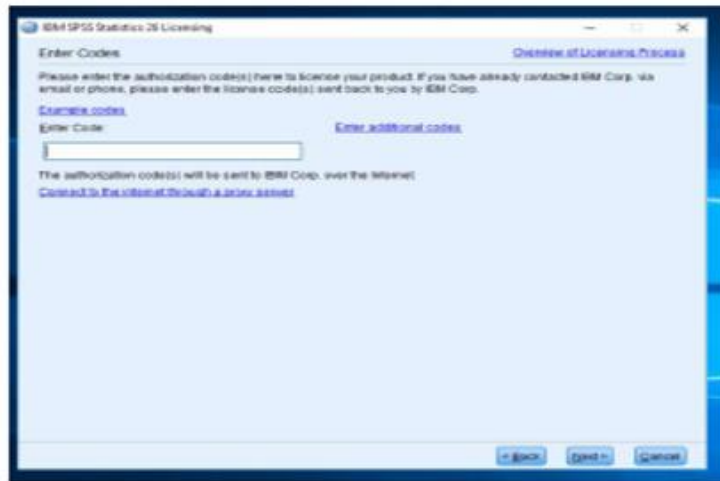 IBM SPSS Statistics 26 Licensing
Enter Codes
Overview of Licensing Process
Please enter the authorization code(s) here to license your product. If you have already contacted IBM Corp. via
email or phone, please enter the license code(s) sent back to you by IBM Corp.
Example codes
Enter Code:
Enter additional codes
The authorization code(s) will be sent to IBM Corp. over the Internet
Connect to the internet through a proxy server
< Back
Next >
Cancel